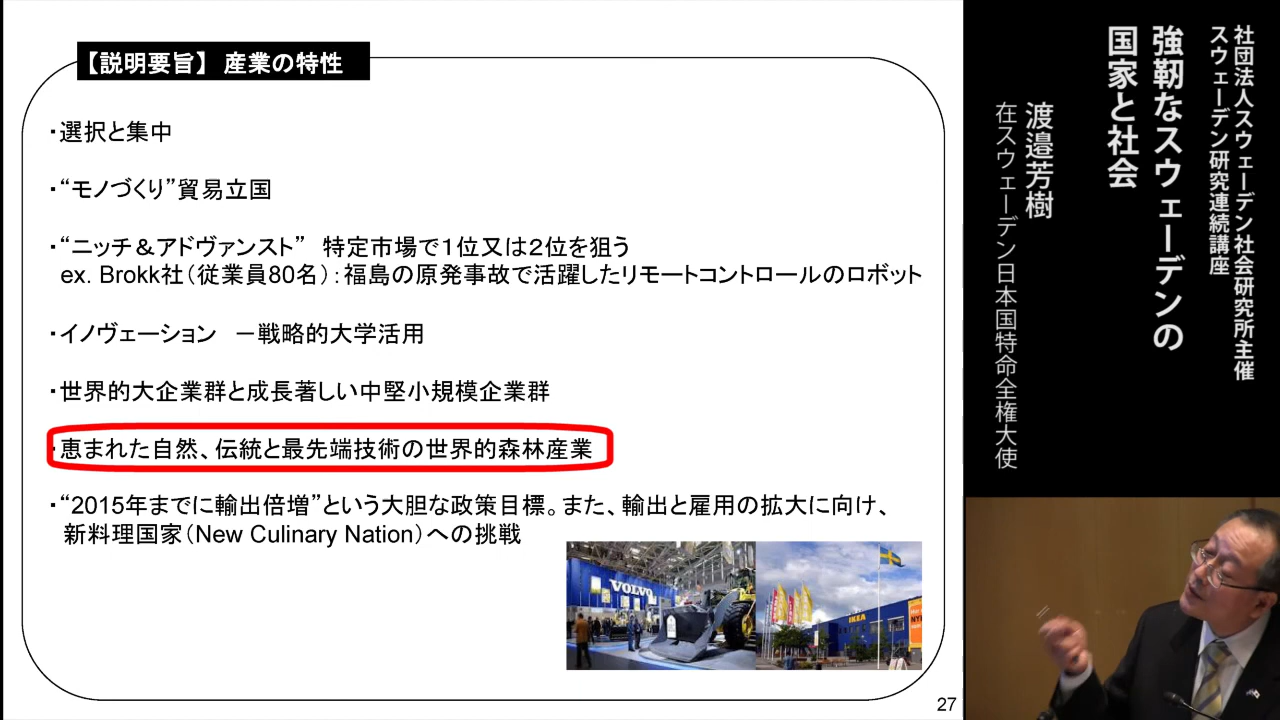 【説明要旨】 産業の特性
・選択と集中
・“モノづくり”貿易立国
・“ニッチ＆アドヴァンスト” 特定市場で１位又は２位を狙う
ex. Brokk社（従業員80名）：福島の原発事故で活躍したリモートコントロールのロボット
・イノヴェーション －戦略的大学活用
・世界的大企業群と成長著しい中堅小規模企業群
・恵まれた自然、伝統と最先端技術の世界的森林産業
・“2015年までに輸出倍増”という大胆な政策目標。また、輸出と雇用の拡大に向け、
新料理国家（New Culinary Nation）への挑戦
VOLVO
IKEA
27
社団法人スウェーデン社会研究所主催
スウェーデン研究連続講座
強靭なスウェーデンの
国家と社会
渡邉芳樹
在スウェーデン日本国特命全権大使